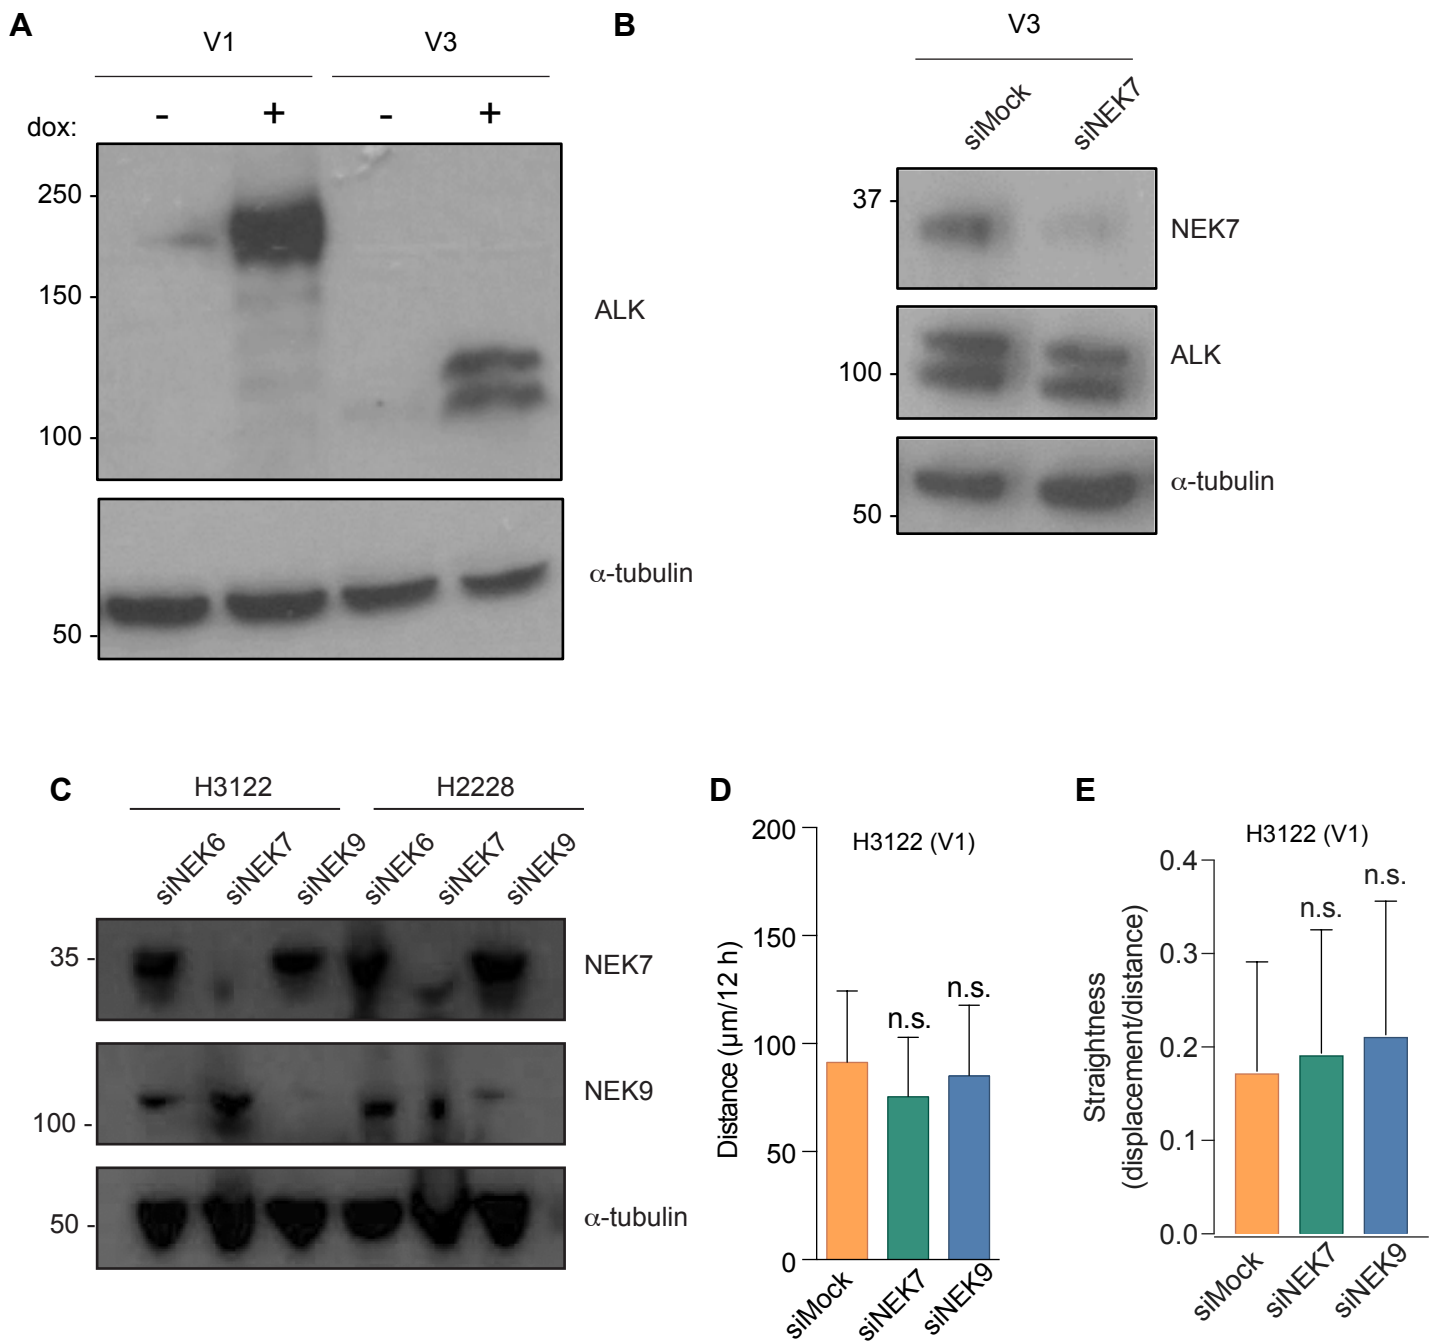 A
V1
V3
dox:
-
+
-
+
250
150
100
ALK
50
α-tubulin
B
V3
siMock
siNEK7
37
NEK7
100
ALK
50
α-tubulin
C
H3122
H2228
siNEK6
siNEK7
siNEK9
siNEK6
siNEK7
siNEK9
35
NEK7
NEK9
100
50
α-tubulin
D
H3122 (V1)
Distance (µm/12 h)
200
150
100
50
0
n.s.
n.s.
siMock
siNEK7
siNEK9
E
H3122 (V1)
Straightness
(displacement/distance)
0.4
0.3
0.2
0.1
0.0
n.s.
n.s.
siMock
siNEK7
siNEK9